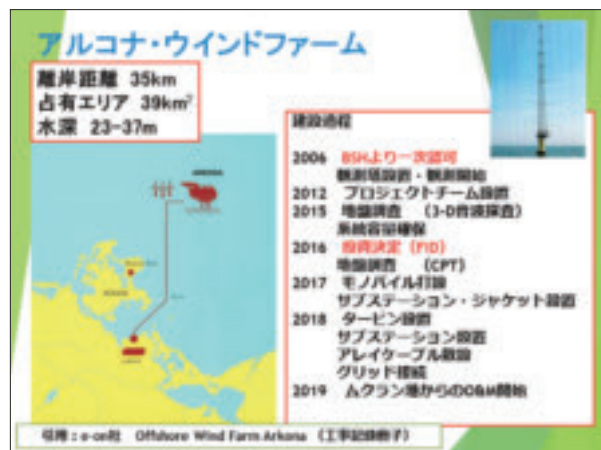 アルコナ・ウインドファーム
離岸距離 35km
占有エリア 39km²
水深 23-37m
建設過程
2006 BSHより一次認可
観測塔設置・観測開始
2012 プロジェクトチーム設置
2015 地盤調査 (3-D音波探査)
系統容量確保
2016 投資決定 (FID)
地盤調査 (CPT)
2017 モノパイル打設
サブステーション・ジャケット設置
2018 タービン設置
サブステーション設置
アレイケーブル敷設
グリッド接続
2019 ムクラン港からのO&M開始
引用:e-on社 Offshore Wind Farm Arkona (工事記録冊子)